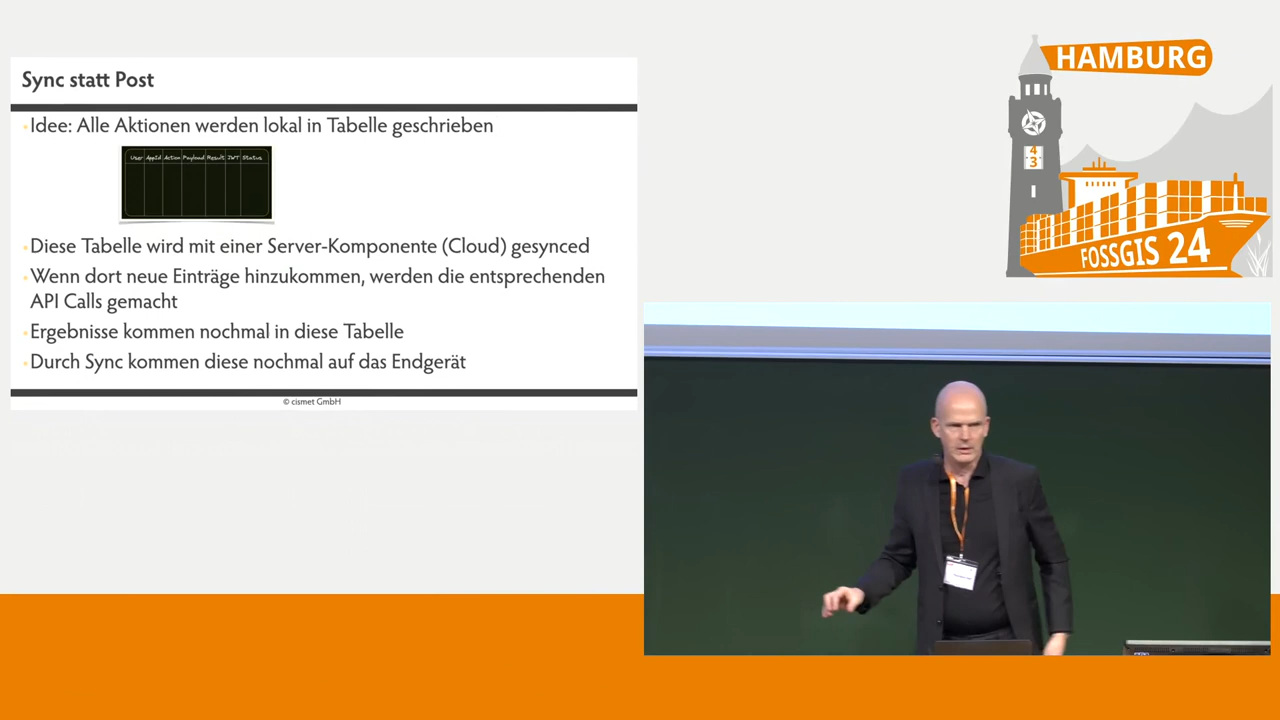 Sync statt Post
Idee: Alle Aktionen werden lokal in Tabelle geschrieben
User AppId Action Payload Result JWT Status
Diese Tabelle wird mit einer Server-Komponente (Cloud) gesynced
Wenn dort neue Einträge hinzukommen, werden die entsprechenden
API Calls gemacht
Ergebnisse kommen nochmal in diese Tabelle
Durch Sync kommen diese nochmal auf das Endgerät
© cismet GmbH
HAMBURG
4
3
FOSSGIS 24